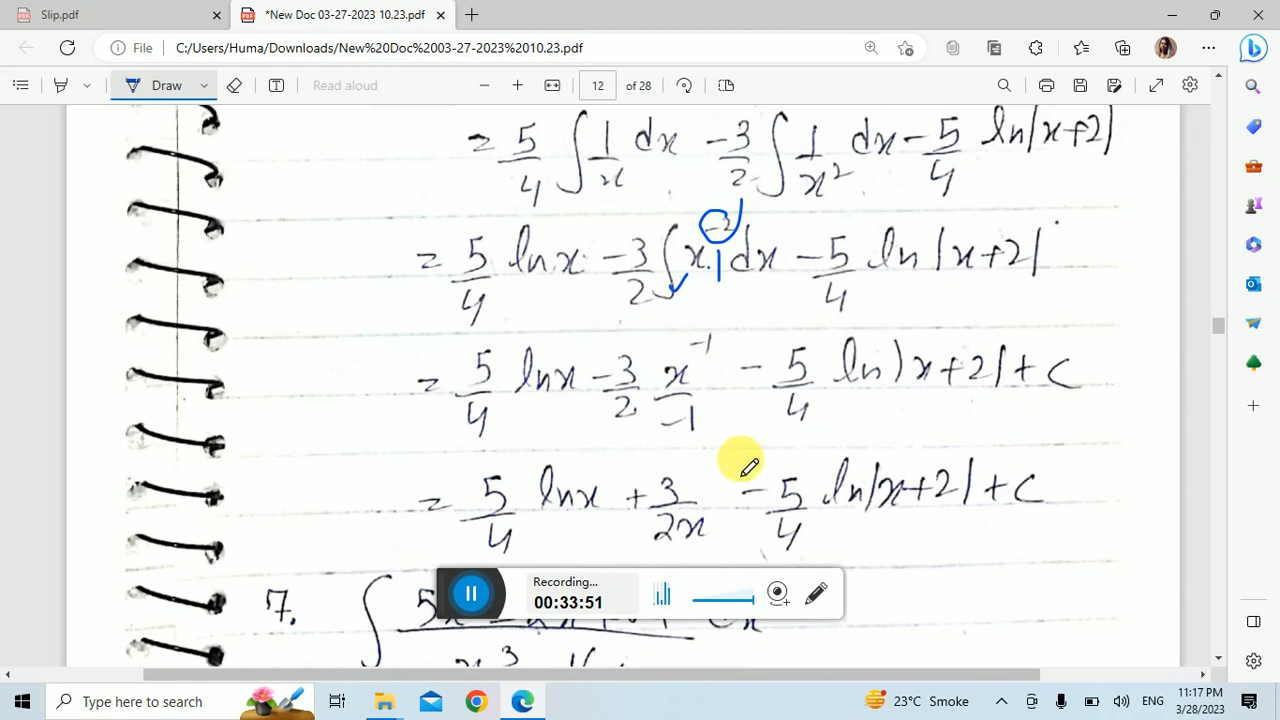 Slip.pdf
*New Doc 03-27-2023 10.23.pdf
File
C:/Users/Huma/Downloads/New%20Doc%2003-27-2023%2010.23.pdf
Draw
Read aloud
12 of 28
= 5/4 ∫ 1/x dx - 3/2 ∫ 1/x² dx - 5/4 ln|x+2|
= 5/4 lnx - 3/2 ∫ x⁻² .1 dx - 5/4 ln|x+2|
= 5/4 lnx - 3/2 x⁻¹/-1 - 5/4 ln|x+2| + c
= 5/4 lnx + 3/2x - 5/4 ln|x+2| + c
Recording...
00:33:51
7. ∫
Type here to search
23°C Smoke
ENG
11:17 PM
3/28/2023